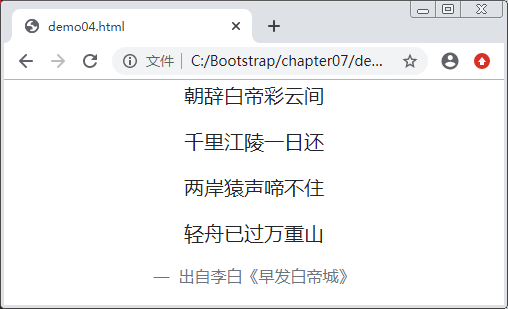 demo04.html
文件 | C:/Bootstrap/chapter07/de...
朝辞白帝彩云间
千里江陵一日还
两岸猿声啼不住
轻舟已过万重山
— 出自李白《早发白帝城》